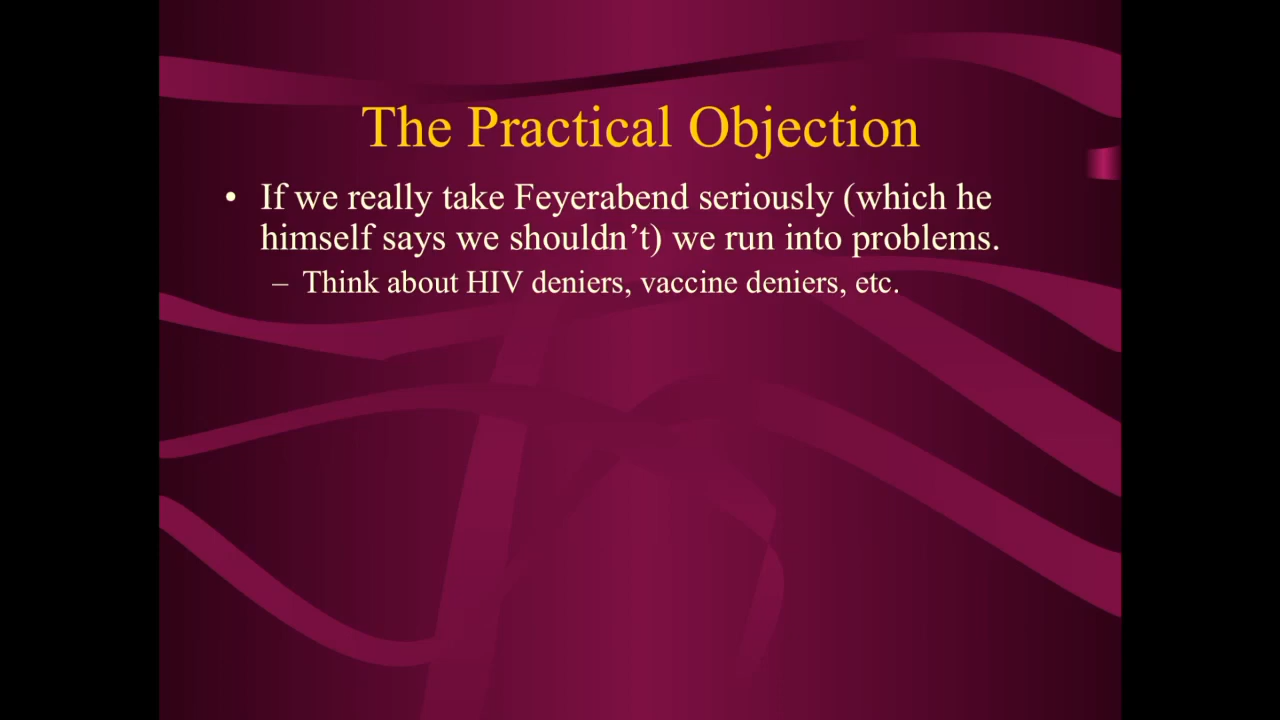 The Practical Objection
• If we really take Feyerabend seriously (which he
himself says we shouldn’t) we run into problems.
– Think about HIV deniers, vaccine deniers, etc.